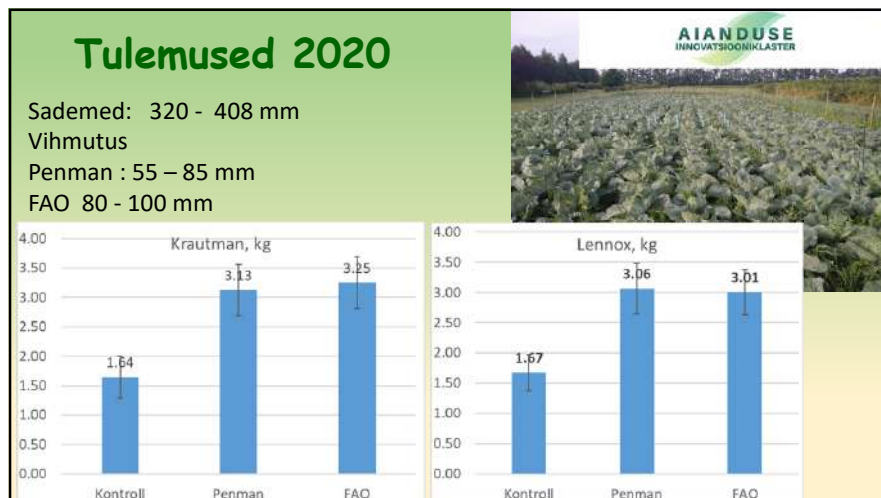 Tulemused 2020
AIANDUSE
INNOVATSIOONIKLASTER
Sademed: 320 - 408 mm
Vihmutus
Penman : 55 – 85 mm
FAO 80 - 100 mm
Krautman, kg
4.00
3.50
3.00
2.50
2.00
1.50
1.00
0.50
0.00
1.64
3.13
3.25
Kontroll
Penman
FAO
Lennox, kg
4.00
3.50
3.00
2.50
2.00
1.50
1.00
0.50
0.00
1.67
3.06
3.01
Kontroll
Penman
FAO